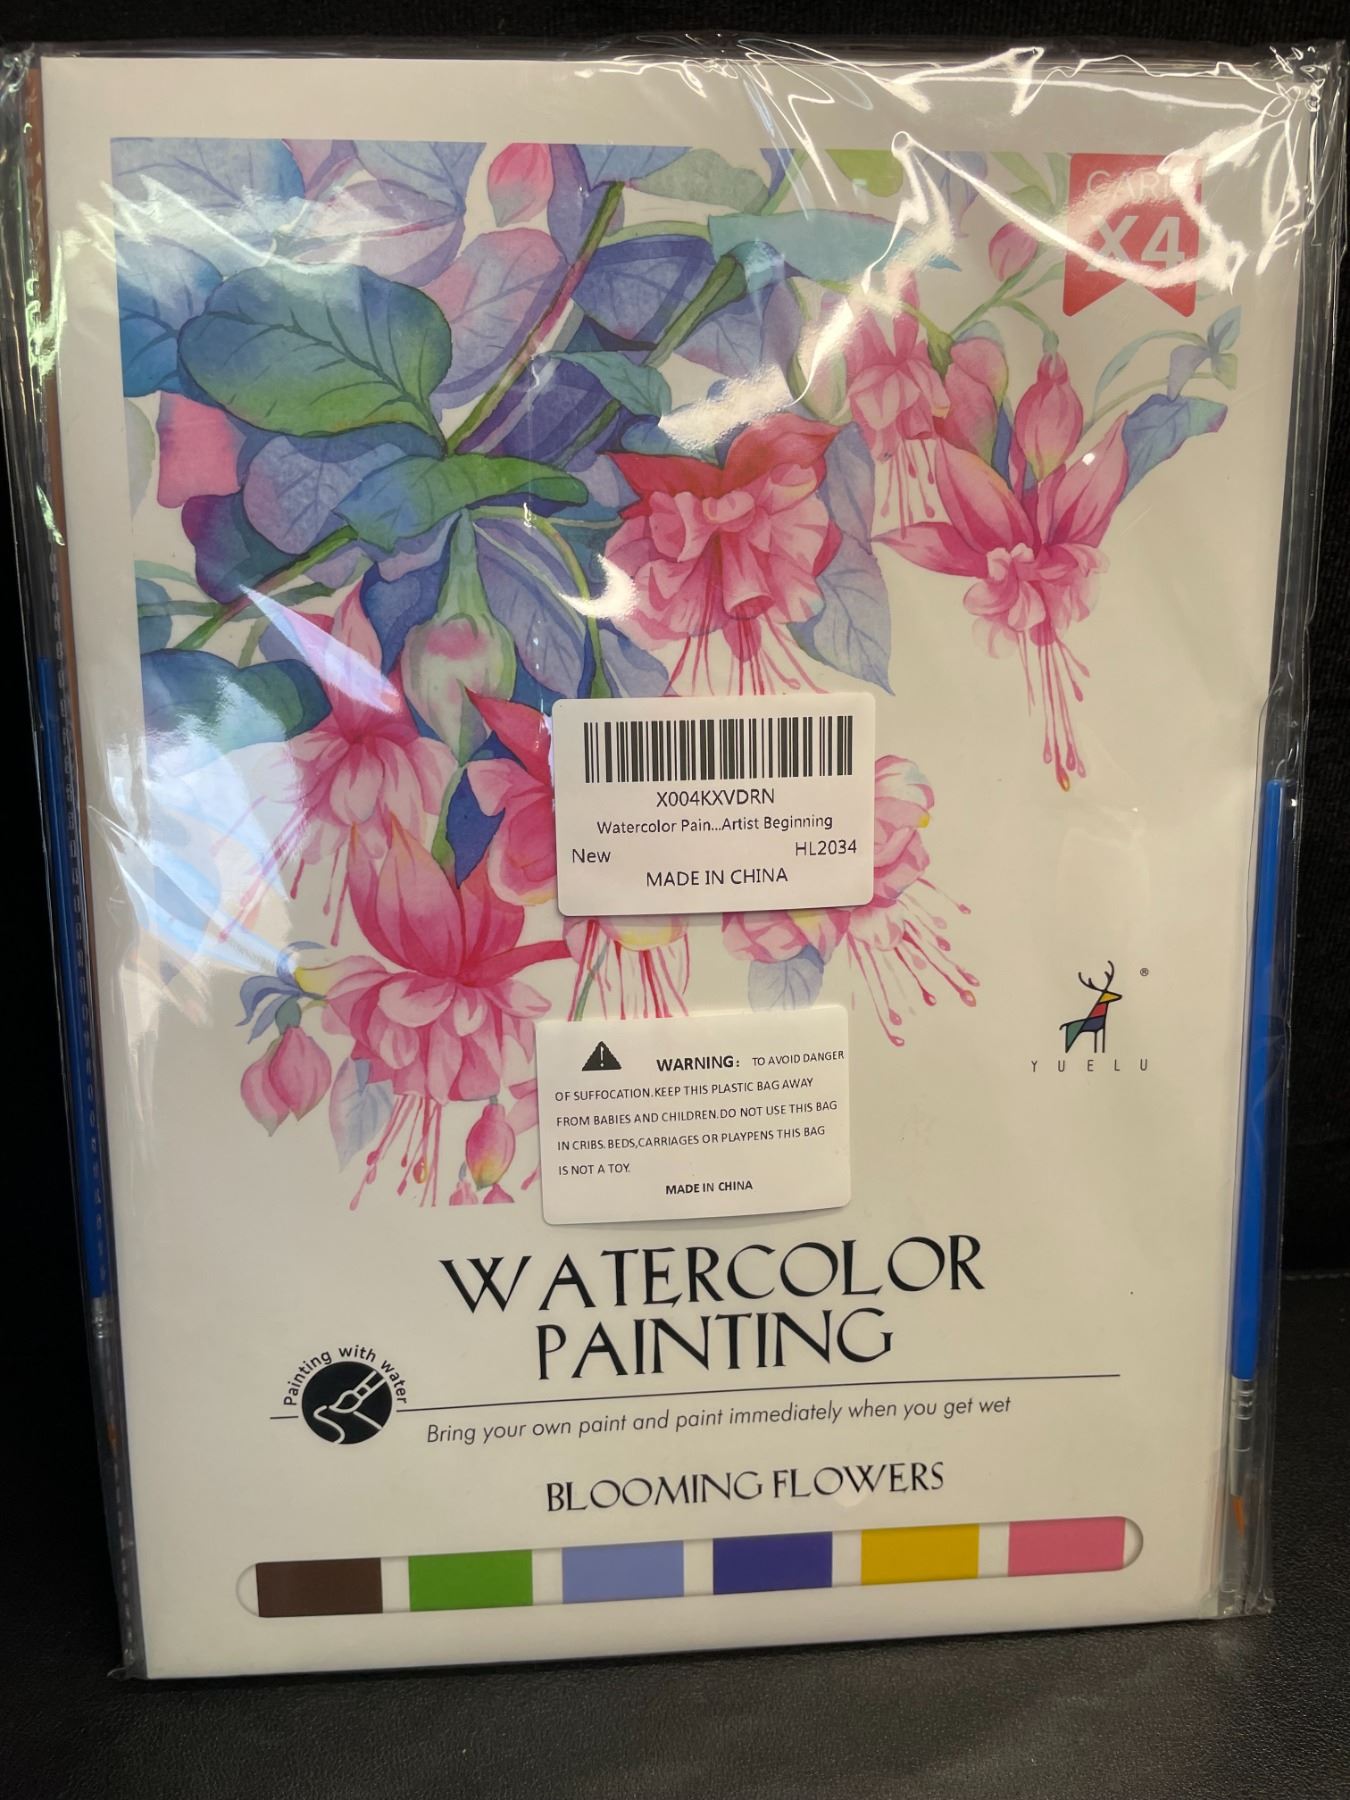 CARD
X4
X004KXVDRN
Watercolor Pain...Artist Beginning
New HL2034
MADE IN CHINA
®
YUELU
WARNING: TO AVOID DANGER
OF SUFFOCATION.KEEP THIS PLASTIC BAG AWAY
FROM BABIES AND CHILDREN.DO NOT USE THIS BAG
IN CRIBS.BEDS,CARRIAGES OR PLAYPENS THIS BAG
IS NOT A TOY.
MADE IN CHINA
WATERCOLOR
PAINTING
Painting with water
Bring your own paint and paint immediately when you get wet
BLOOMING FLOWERS